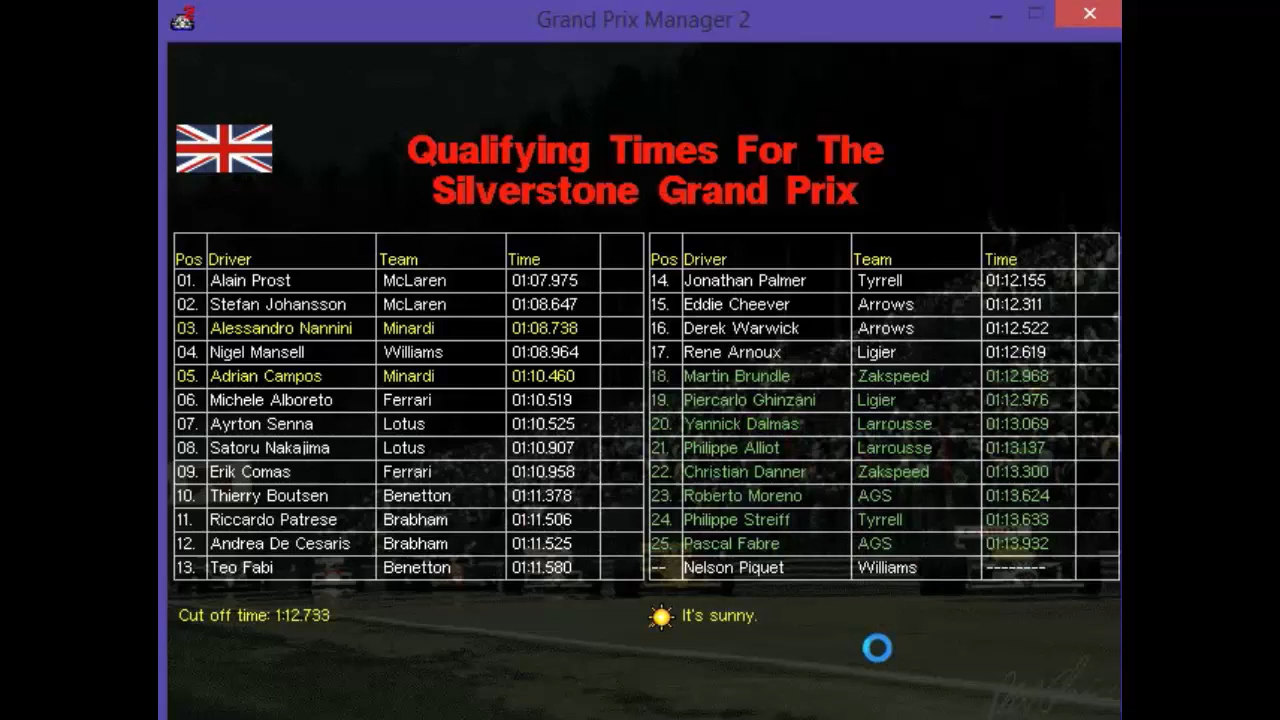 Grand Prix Manager 2
Qualifying Times For The
Silverstone Grand Prix
Pos Driver Team Time
01. Alain Prost McLaren 01:07.975
02. Stefan Johansson McLaren 01:08.647
03. Alessandro Nannini Minardi 01:08.738
04. Nigel Mansell Williams 01:08.964
05. Adrian Campos Minardi 01:10.460
06. Michele Alboreto Ferrari 01:10.519
07. Ayrton Senna Lotus 01:10.525
08. Satoru Nakajima Lotus 01:10.907
09. Erik Comas Ferrari 01:10.958
10. Thierry Boutsen Benetton 01:11.378
11. Riccardo Patrese Brabham 01:11.506
12. Andrea De Cesaris Brabham 01:11.525
13. Teo Fabi Benetton 01:11.580
Pos Driver Team Time
14. Jonathan Palmer Tyrrell 01:12.155
15. Eddie Cheever Arrows 01:12.311
16. Derek Warwick Arrows 01:12.522
17. Rene Arnoux Ligier 01:12.619
18. Martin Brundle Zakspeed 01:12.968
19. Piercarlo Ghinzani Ligier 01:12.976
20. Yannick Dalmas Larrousse 01:13.069
21. Philippe Alliot Larrousse 01:13.137
22. Christian Danner Zakspeed 01:13.300
23. Roberto Moreno AGS 01:13.624
24. Philippe Streiff Tyrrell 01:13.633
25. Pascal Fabre AGS 01:13.932
-- Nelson Piquet Williams --------
Cut off time: 1:12.733
It's sunny.